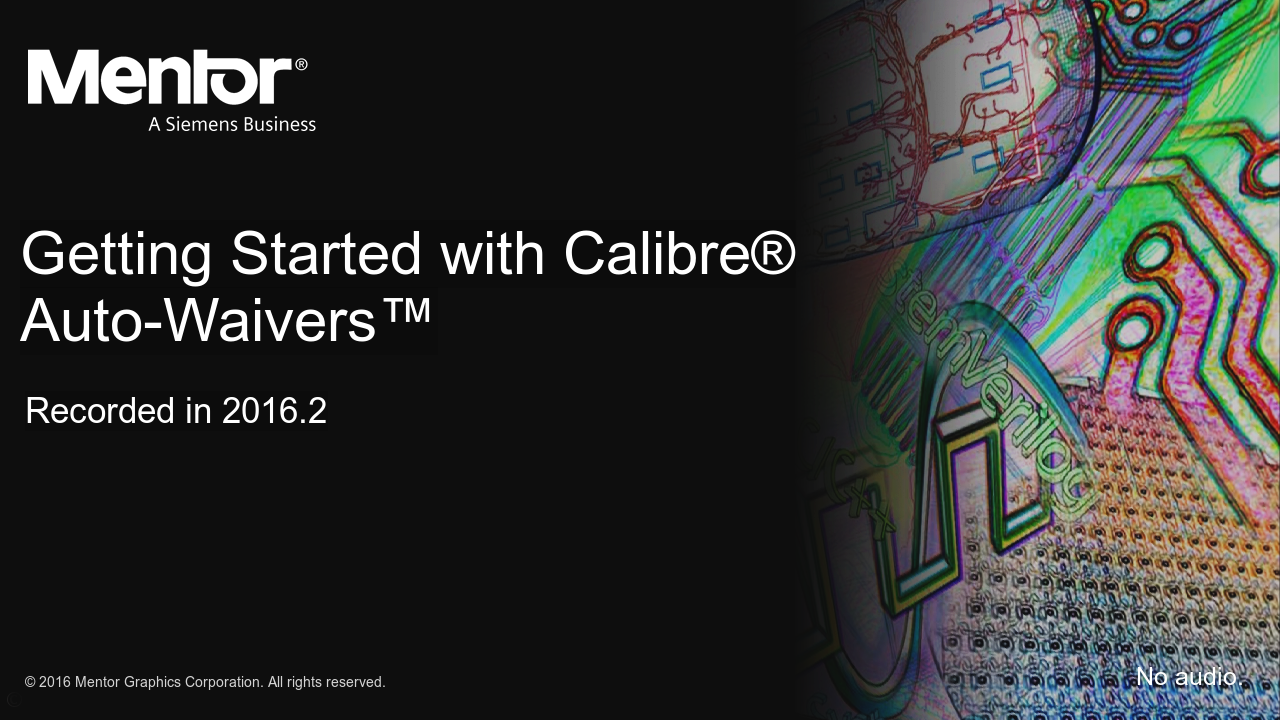 Mentor®
A Siemens Business
Getting Started with Calibre®
Auto-Waivers™
Recorded in 2016.2
stemVerilog
C++
© 2016 Mentor Graphics Corporation. All rights reserved.
No audio.